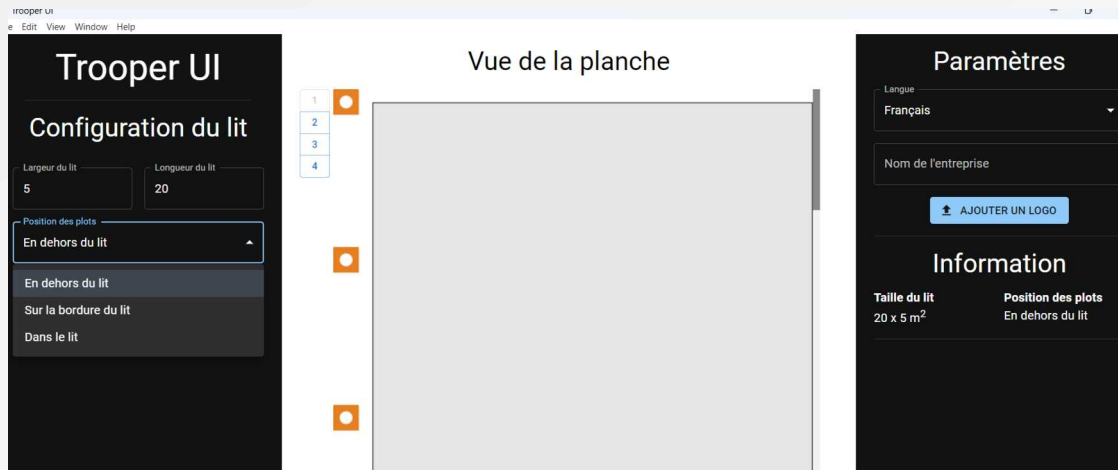 Trooper UI
Edit View Window Help
Trooper UI
Configuration du lit
Largeur du lit
5
Longueur du lit
20
Position des plots
En dehors du lit
En dehors du lit
Sur la bordure du lit
Dans le lit
Vue de la planche
1
2
3
4
Paramètres
Langue
Français
Nom de l'entreprise
AJOUTER UN LOGO
Information
Taille du lit
20 x 5 m²
Position des plots
En dehors du lit